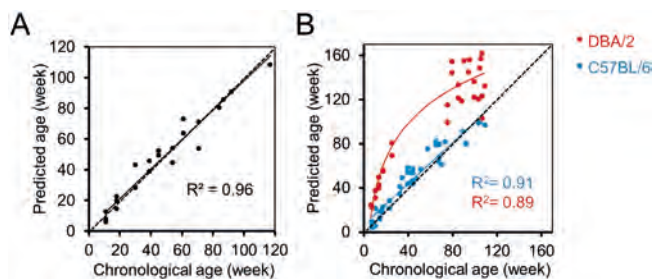 A
120
100
80
60
40
20
0
0 20 40 60 80 100 120
Predicted age (week)
Chronological age (week)
R² = 0.96
B
160
120
80
40
0
0 40 80 120 160
Predicted age (week)
Chronological age (week)
R²= 0.91
R²= 0.89
DBA/2
C57BL/6